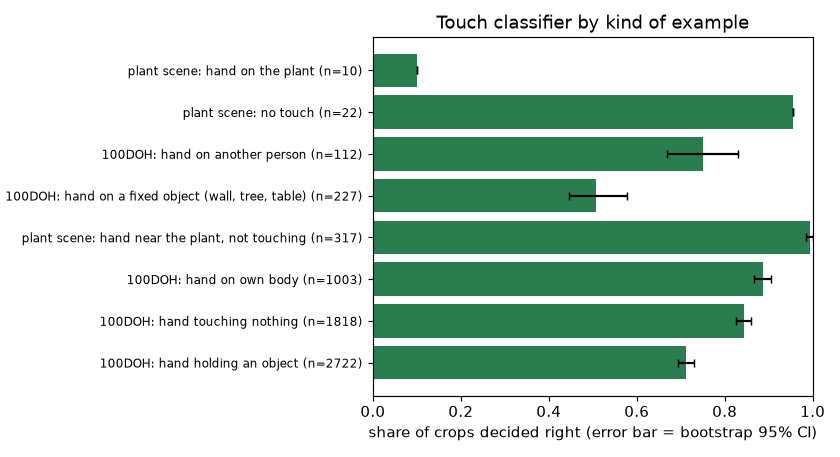 Touch classifier by kind of example
plant scene: hand on the plant (n=10)
plant scene: no touch (n=22)
100DOH: hand on another person (n=112)
100DOH: hand on a fixed object (wall, tree, table) (n=227)
plant scene: hand near the plant, not touching (n=317)
100DOH: hand on own body (n=1003)
100DOH: hand touching nothing (n=1818)
100DOH: hand holding an object (n=2722)
0.0 0.2 0.4 0.6 0.8 1.0
share of crops decided right (error bar = bootstrap 95% CI)